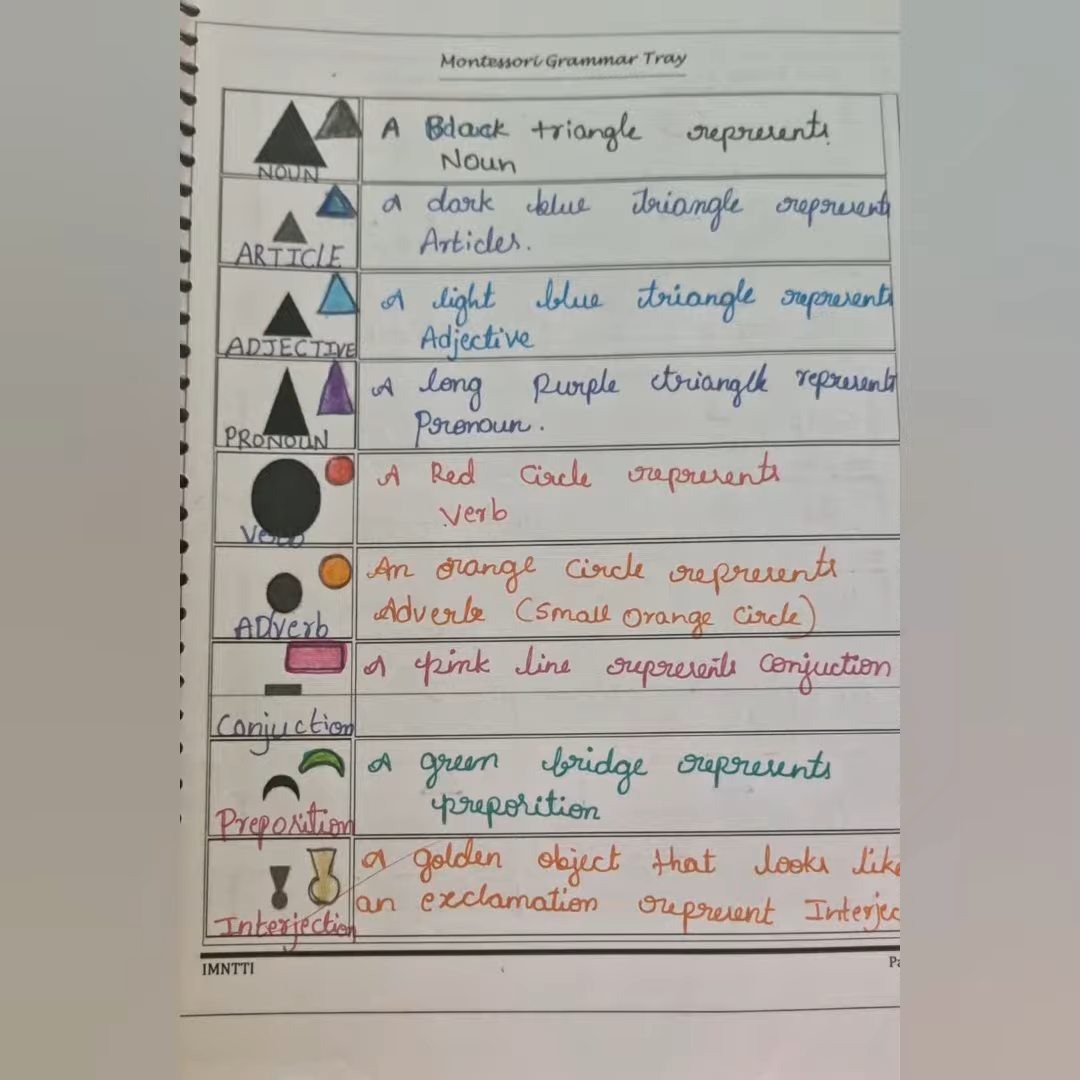 Montessori Grammar Tray
NOUN
A Black triangle represents
Noun
ARTICLE
A dark blue triangle represents
Articles.
ADJECTIVE
A light blue triangle represents
Adjective
PRONOUN
A long purple triangle represents
Pronoun.
Verb
A Red Circle represents
Verb
ADverb
An orange circle represents
Adverb (Small Orange Circle)
Conjuction
A pink line represents Conjuction
Preposition
A green bridge represents
preposition
Interjection
A golden object that looks like
an exclamation represent Interjec
IMNTTI